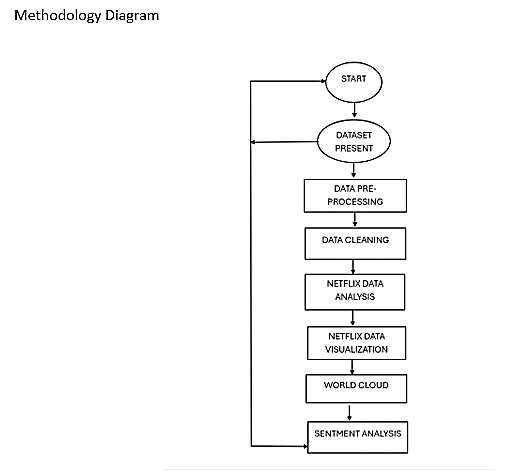 Methodology Diagram
START
DATASET
PRESENT
DATA PRE-
PROCESSING
DATA CLEANING
NETFLIX DATA
ANALYSIS
NETFLIX DATA
VISUALIZATION
WORLD CLOUD
SENTMENT ANALYSIS